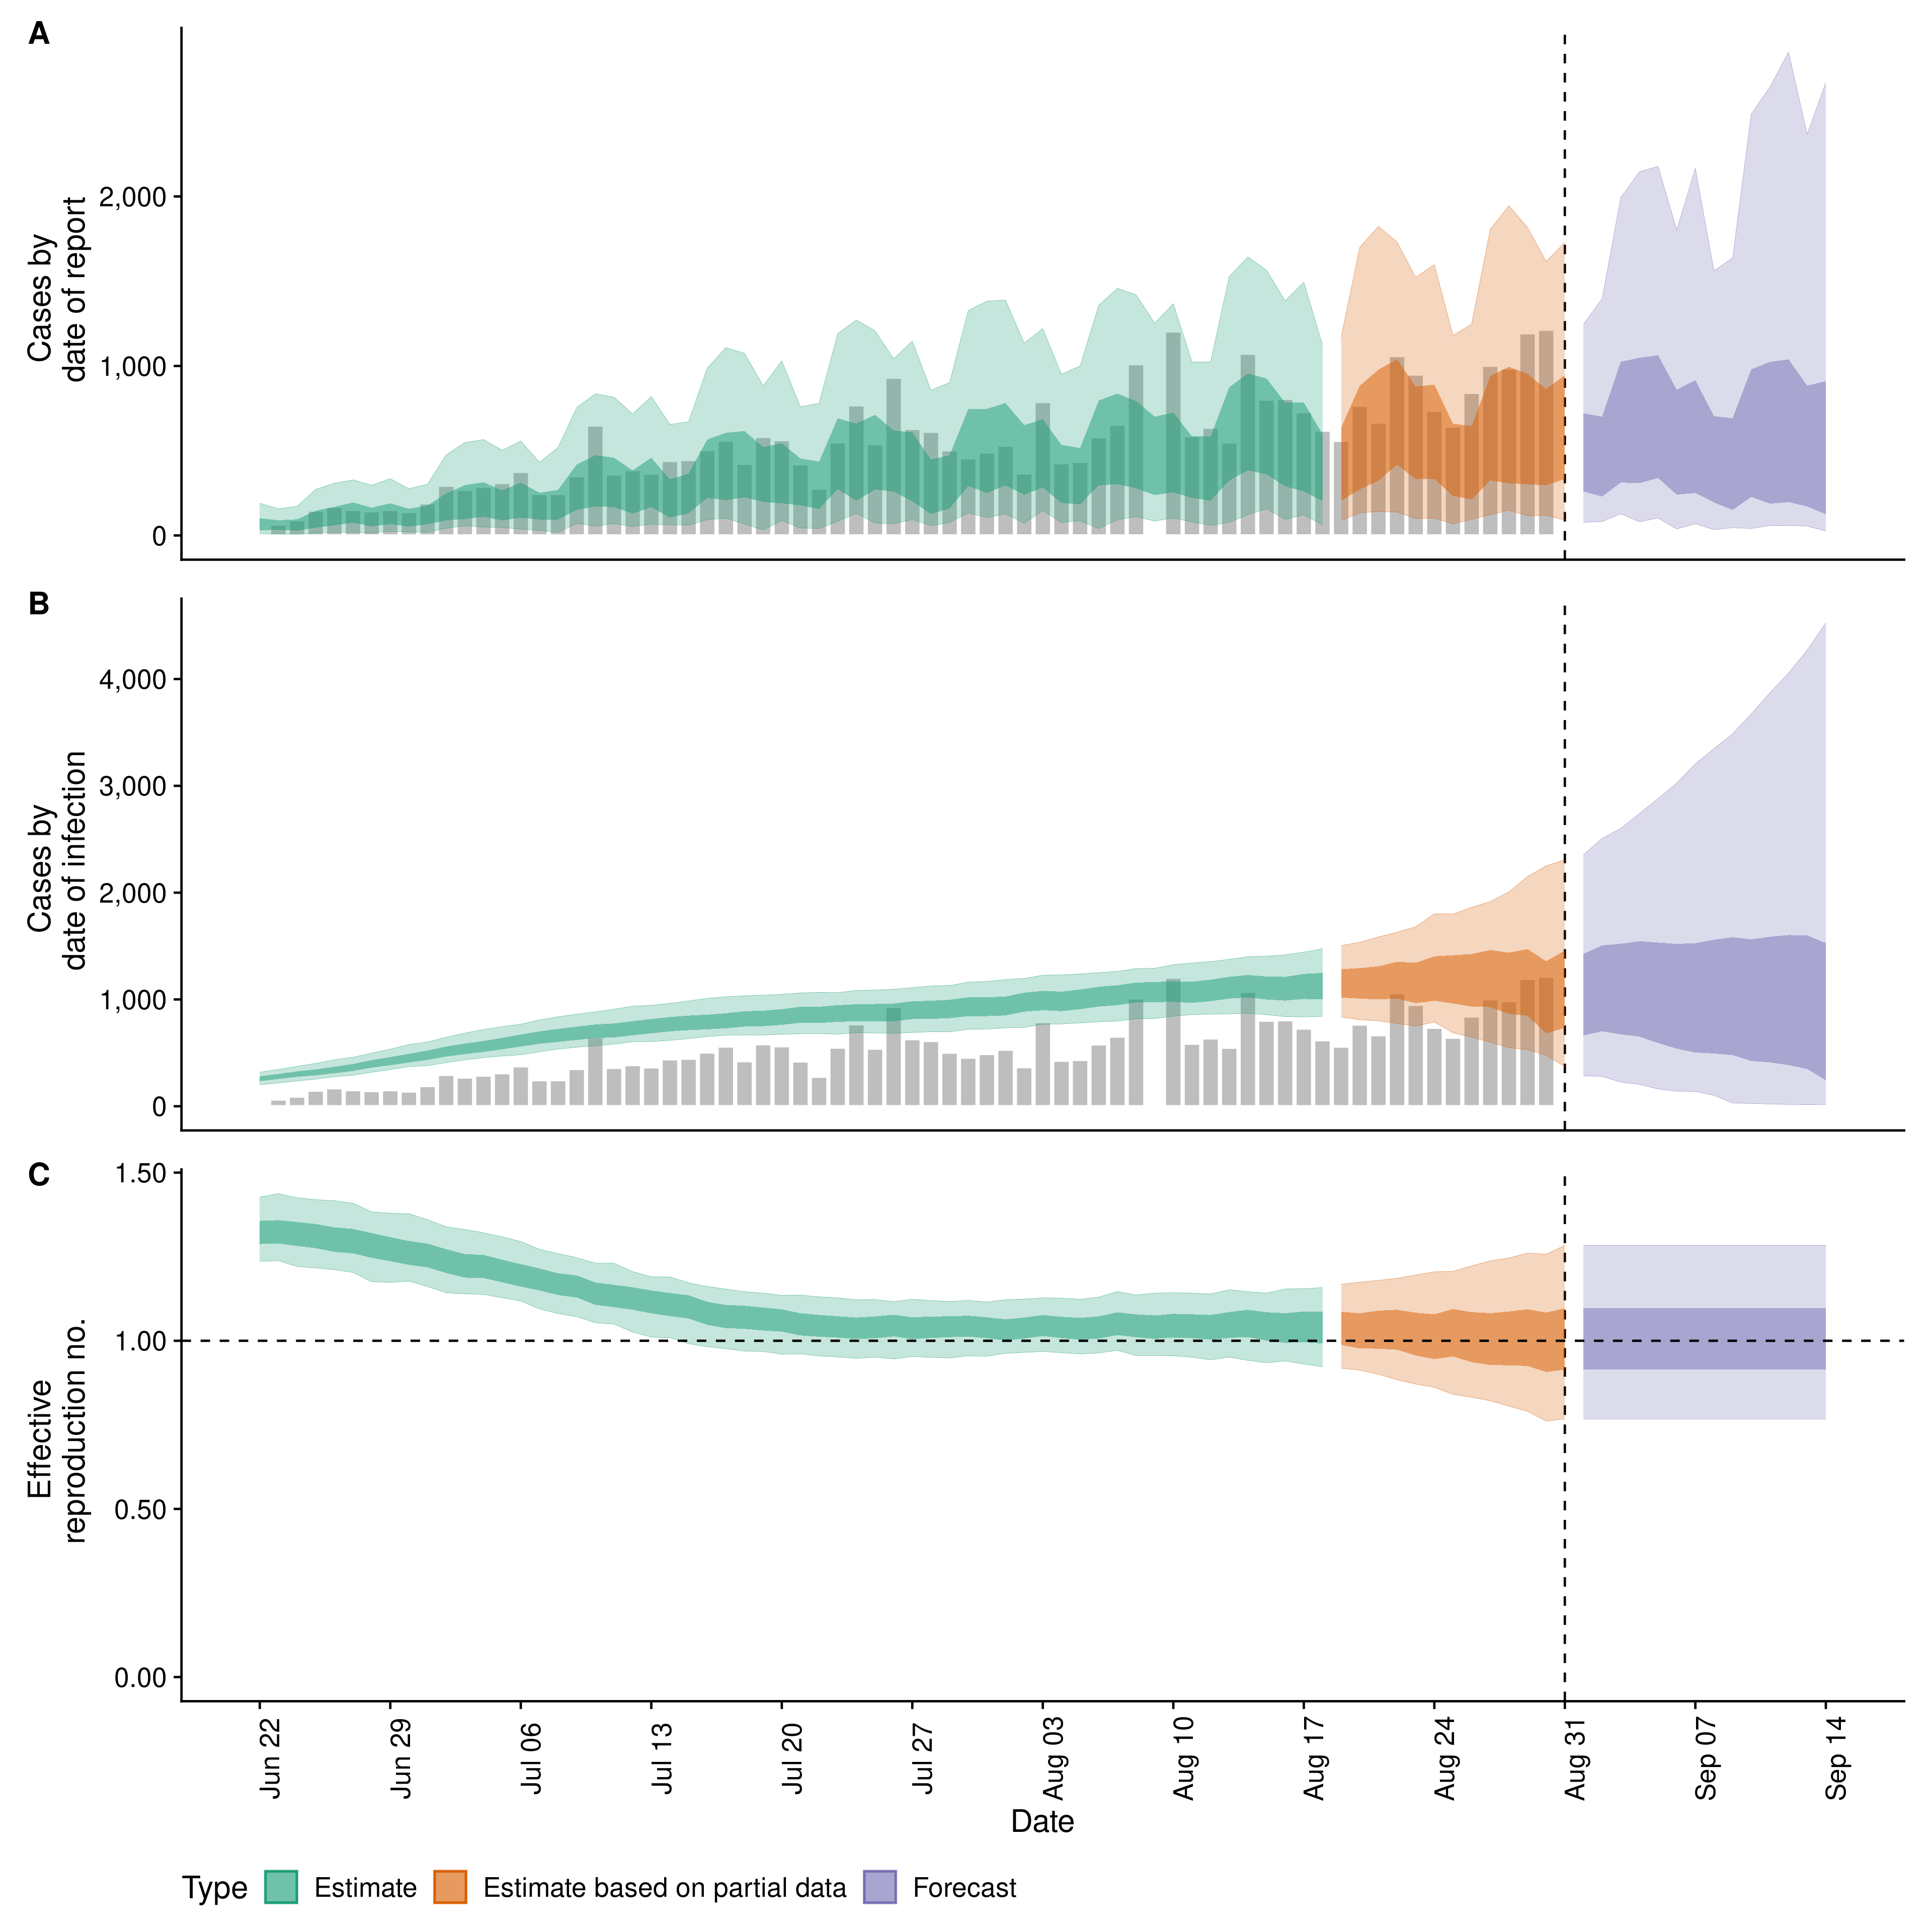 A
Cases by
date of report
2,000
1,000
0
B
Cases by
date of infection
4,000
3,000
2,000
1,000
0
C
Effective
reproduction no.
1.50
1.00
0.50
0.00
Jun 22
Jun 29
Jul 06
Jul 13
Jul 20
Jul 27
Aug 03
Aug 10
Aug 17
Aug 24
Aug 31
Sep 07
Sep 14
Date
Type Estimate Estimate based on partial data Forecast